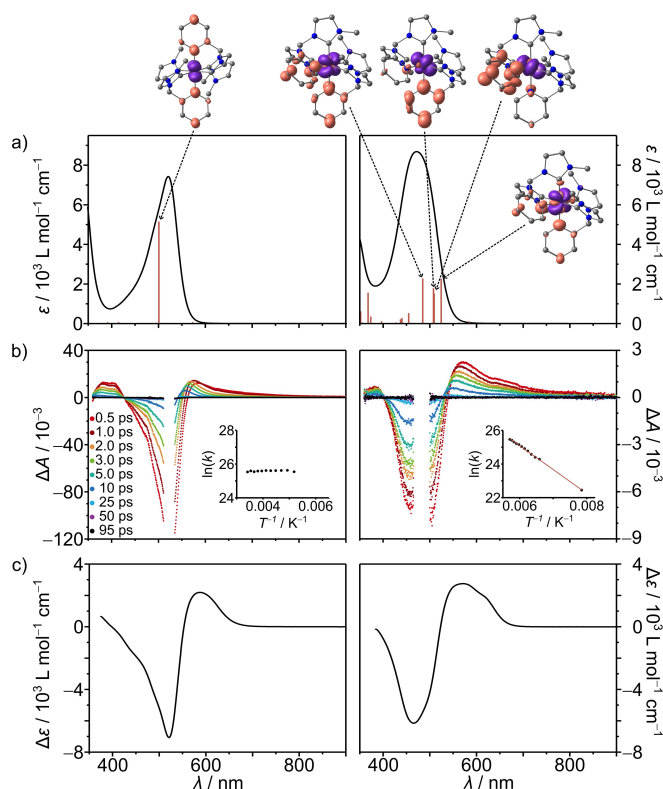 a)
ε / 10³ L mol⁻¹ cm⁻¹
10
8
6
4
2
0
10
8
6
4
2
0
ε / 10³ L mol⁻¹ cm⁻¹
b)
ΔA / 10⁻³
40
0
−40
−80
−120
0.5 ps
1.0 ps
2.0 ps
3.0 ps
5.0 ps
10 ps
25 ps
50 ps
95 ps
ln(k)
28
26
24
0.004 0.006
T⁻¹ / K⁻¹
ln(k)
26
24
22
0.006 0.008
T⁻¹ / K⁻¹
3
0
−3
−6
−9
ΔA / 10⁻³
c)
Δε / 10³ L mol⁻¹ cm⁻¹
4
0
−4
−8
400 600 800
λ / nm
400 600 800
λ / nm
4
2
0
−2
−4
−6
−8
Δε / 10³ L mol⁻¹ cm⁻¹